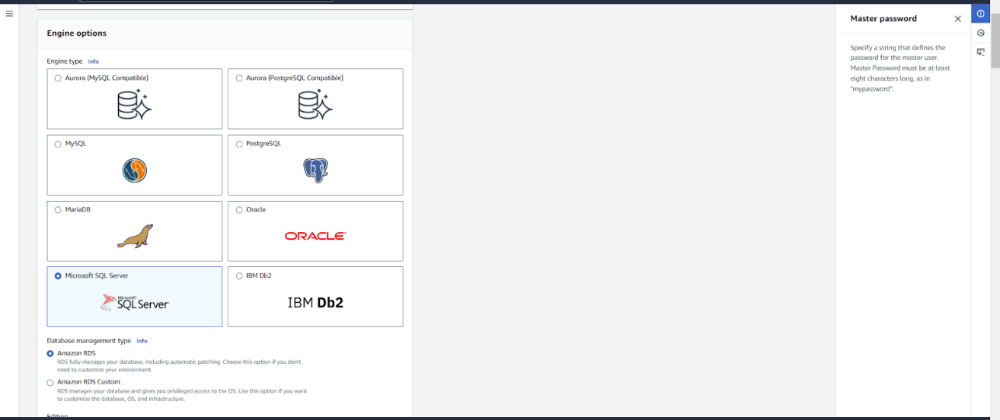 Engine options
Engine type Info
Aurora (MySQL Compatible)
Aurora (PostgreSQL Compatible)
MySQL
PostgreSQL
MariaDB
Oracle
ORACLE
Microsoft SQL Server
Microsoft
SQL Server
IBM Db2
IBM Db2
Database management type Info
Amazon RDS
RDS fully manages your database, including automatic patching. Choose this option if you don't
need to customize your environment.
Amazon RDS Custom
RDS manages your database and gives you privileged access to the OS. Use this option if you want
to customize the database, OS, and infrastructure.
Edition
Master password
Specify a string that defines the
password for the master user.
Master Password must be at least
eight characters long, as in
"mypassword".